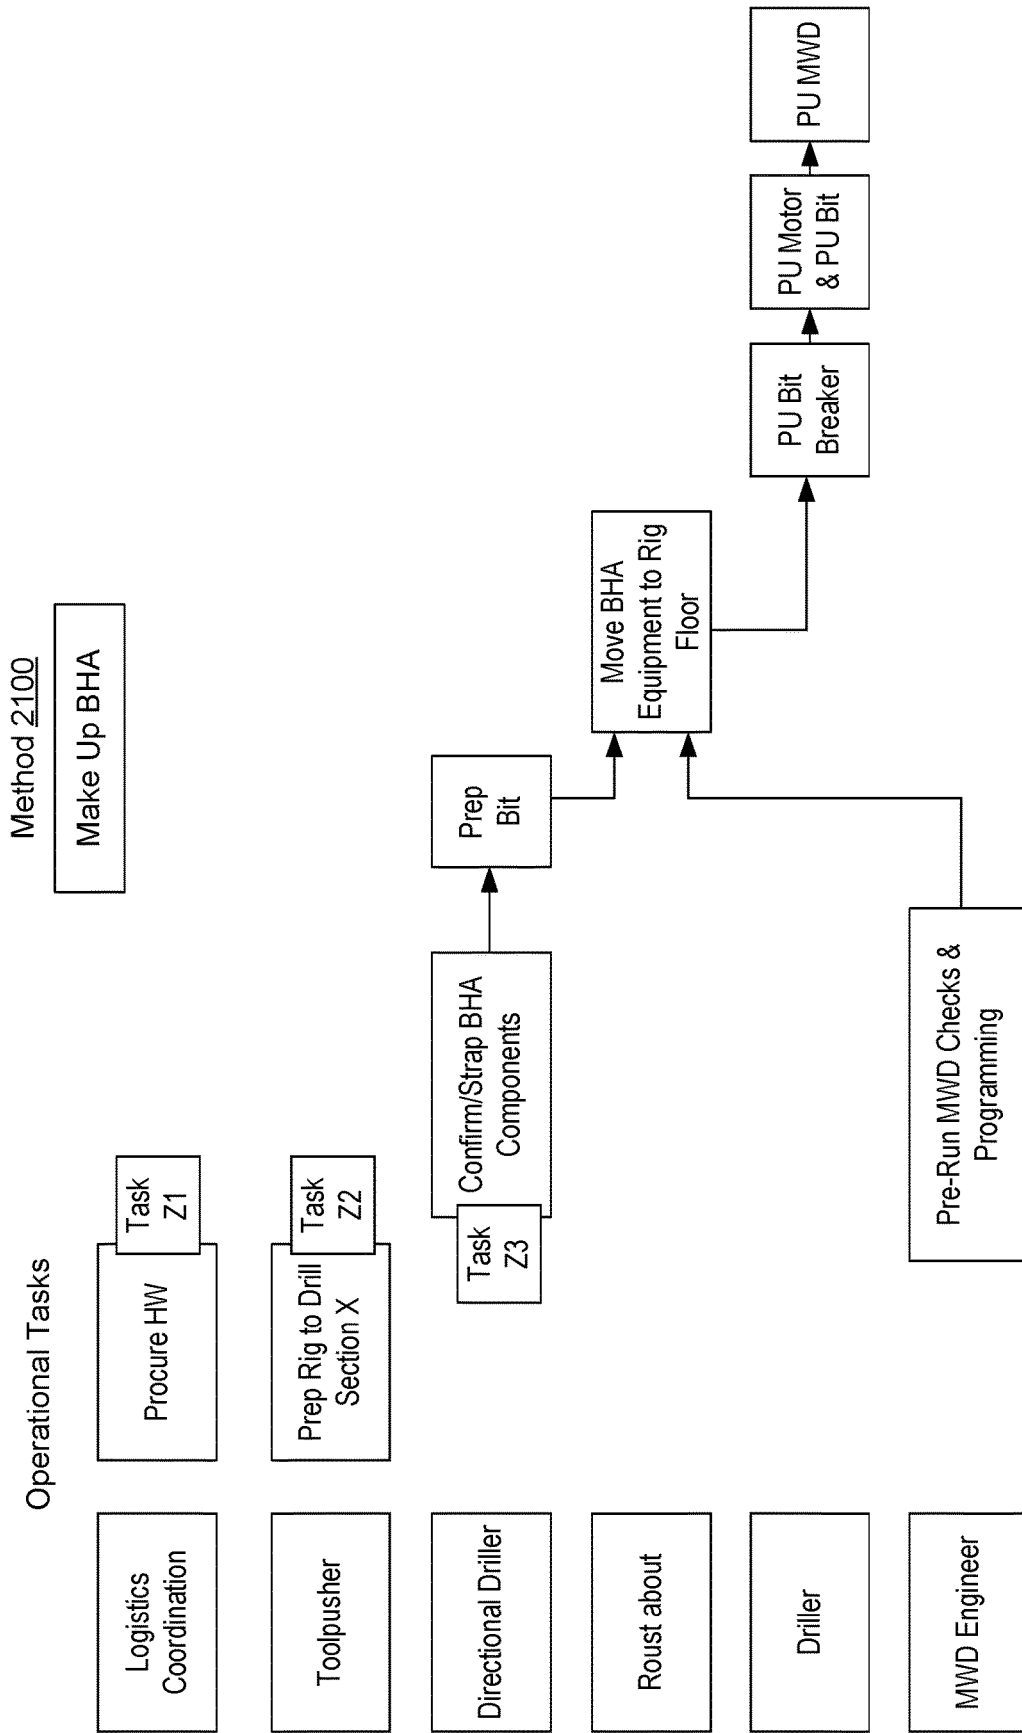 Method 2100
Make Up BHA
Operational Tasks
Logistics
Coordination
Procure HW
Task
Z1
Toolpusher
Prep Rig to Drill
Section X
Task
Z2
Directional Driller
Task
Z3
Confirm/Strap BHA
Components
Prep
Bit
Roust about
Move BHA
Equipment to Rig
Floor
Driller
PU Bit
Breaker
PU Motor
& PU Bit
PU MWD
MWD Engineer
Pre-Run MWD Checks &
Programming